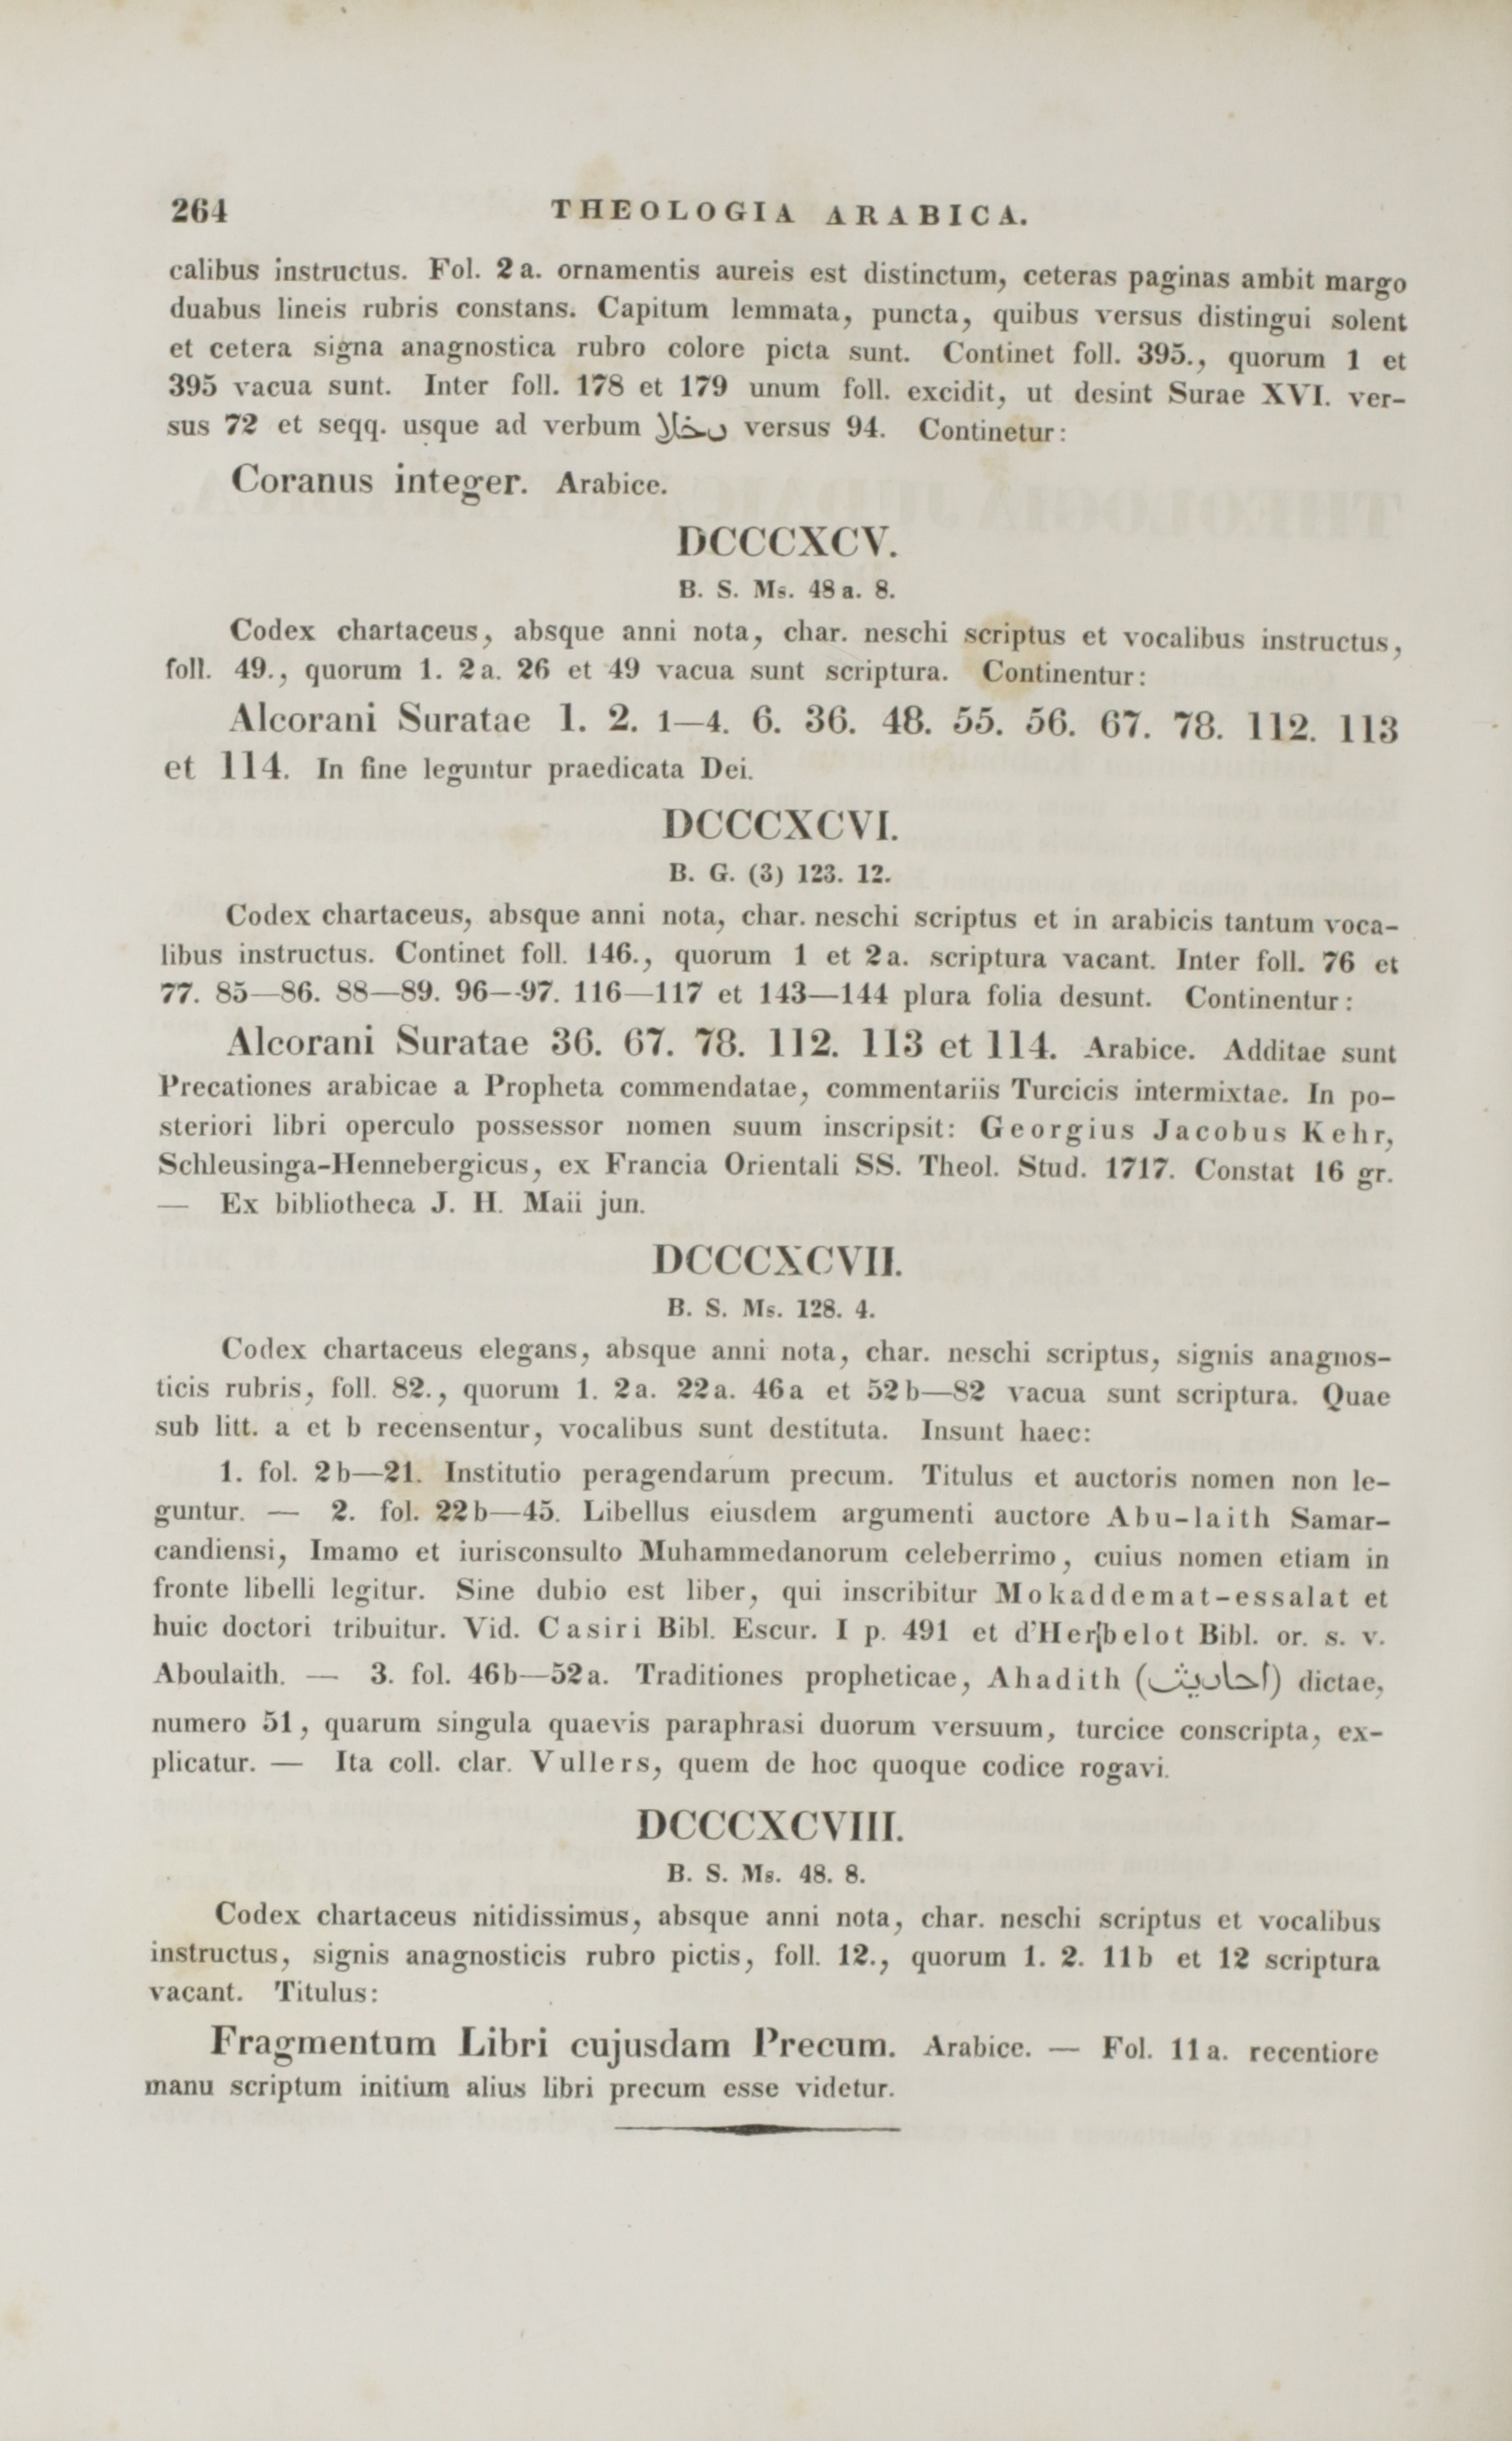 264 THEOLOGIA ARABICA.
calibus instructus. Fol. 2 a. ornamentis aureis est distinctum, ceteras paginas ambit margo
duabus lineis rubris constans. Capitum lemmata, puncta, quibus versus distingui solent
et cetera signa anagnostica rubro colore picta sunt. Continet foll. 395., quorum 1 et
395 vacua sunt. Inter foll. 178 et 179 unum foll. excidit, ut desint Surae XVI. ver-
sus 72 et seqq. usque ad verbum دخلا versus 94. Continetur:
Coranus integer. Arabice.
DCCCXCV.
B. S. Ms. 48 a. 8.
Codex chartaceus, absque anni nota, char. neschi scriptus et vocalibus instructus,
foll. 49., quorum 1. 2 a. 26 et 49 vacua sunt scriptura. Continentur:
Alcorani Suratae 1. 2. 1—4. 6. 36. 48. 55. 56. 67. 78. 112. 113
et 114. In fine leguntur praedicata Dei.
DCCCXCVI.
B. G. (3) 123. 12.
Codex chartaceus, absque anni nota, char. neschi scriptus et in arabicis tantum voca-
libus instructus. Continet foll. 146., quorum 1 et 2 a. scriptura vacant. Inter foll. 76 et
77. 85—86. 88—89. 96—97. 116—117 et 143—144 plura folia desunt. Continentur:
Alcorani Suratae 36. 67. 78. 112. 113 et 114. Arabice. Additae sunt
Precationes arabicae a Propheta commendatae, commentariis Turcicis intermixtae. In po-
steriori libri operculo possessor nomen suum inscripsit: Georgius Jacobus Kehr,
Schleusinga-Hennebergicus, ex Francia Orientali SS. Theol. Stud. 1717. Constat 16 gr.
— Ex bibliotheca J. H. Maii jun.
DCCCXCVII.
B. S. Ms. 128. 4.
Codex chartaceus elegans, absque anni nota, char. neschi scriptus, signis anagnos-
ticis rubris, foll. 82., quorum 1. 2 a. 22 a. 46 a et 52 b—82 vacua sunt scriptura. Quae
sub litt. a et b recensentur, vocalibus sunt destituta. Insunt haec:
1. fol. 2 b—21. Institutio peragendarum precum. Titulus et auctoris nomen non le-
guntur. — 2. fol. 22 b—45. Libellus eiusdem argumenti auctore Abu-laith Samar-
candiensi, Imamo et iurisconsulto Muhammedanorum celeberrimo, cuius nomen etiam in
fronte libelli legitur. Sine dubio est liber, qui inscribitur Mokaddemat-essalat et
huic doctori tribuitur. Vid. Casiri Bibl. Escur. I p. 491 et d'Herbelot Bibl. or. s. v.
Aboulaith. — 3. fol. 46b—52 a. Traditiones propheticae, Ahadith (احاديث) dictae,
numero 51, quarum singula quaevis paraphrasi duorum versuum, turcice conscripta, ex-
plicatur. — Ita coll. clar. Vullers, quem de hoc quoque codice rogavi.
DCCCXCVIII.
B. S. Ms. 48. 8.
Codex chartaceus nitidissimus, absque anni nota, char. neschi scriptus et vocalibus
instructus, signis anagnosticis rubro pictis, foll. 12., quorum 1. 2. 11 b et 12 scriptura
vacant. Titulus:
Fragmentum Libri cujusdam Precum. Arabice. — Fol. 11 a. recentiore
manu scriptum initium alius libri precum esse videtur.